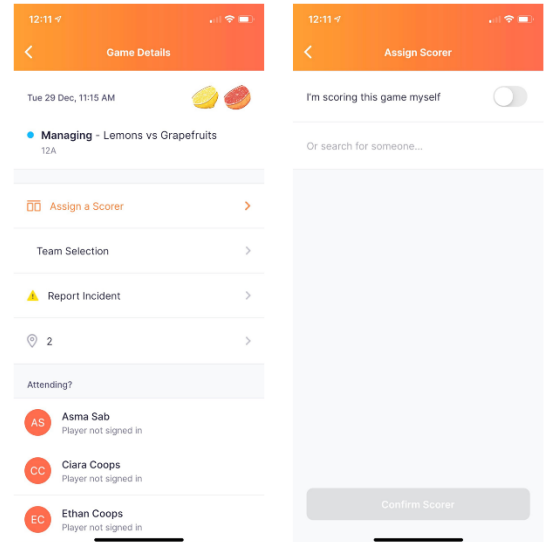 12:11
Game Details
Tue 29 Dec, 11:15 AM
Managing - Lemons vs Grapefruits
12A
Assign a Scorer
Team Selection
Report Incident
2
Attending?
AS
Asma Sab
Player not signed in
CC
Ciara Coops
Player not signed in
EC
Ethan Coops
Player not signed in
12:11
Assign Scorer
I'm scoring this game myself
Or search for someone...
Confirm Scorer